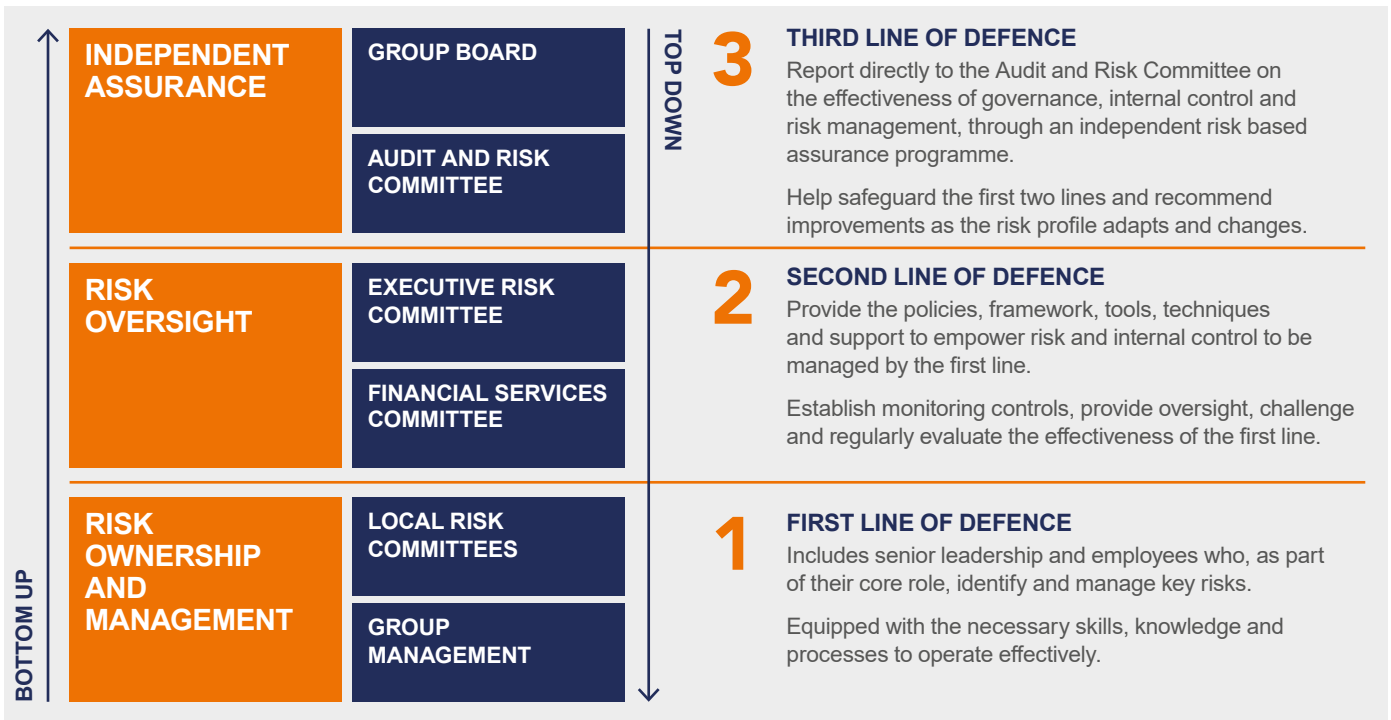 BOTTOM UP
INDEPENDENT
ASSURANCE
GROUP BOARD
AUDIT AND RISK
COMMITTEE
TOP DOWN
3
THIRD LINE OF DEFENCE
Report directly to the Audit and Risk Committee on
the effectiveness of governance, internal control and
risk management, through an independent risk based
assurance programme.
Help safeguard the first two lines and recommend
improvements as the risk profile adapts and changes.
RISK
OVERSIGHT
EXECUTIVE RISK
COMMITTEE
FINANCIAL SERVICES
COMMITTEE
2
SECOND LINE OF DEFENCE
Provide the policies, framework, tools, techniques
and support to empower risk and internal control to be
managed by the first line.
Establish monitoring controls, provide oversight, challenge
and regularly evaluate the effectiveness of the first line.
RISK
OWNERSHIP
AND
MANAGEMENT
LOCAL RISK
COMMITTEES
GROUP
MANAGEMENT
1
FIRST LINE OF DEFENCE
Includes senior leadership and employees who, as part
of their core role, identify and manage key risks.
Equipped with the necessary skills, knowledge and
processes to operate effectively.